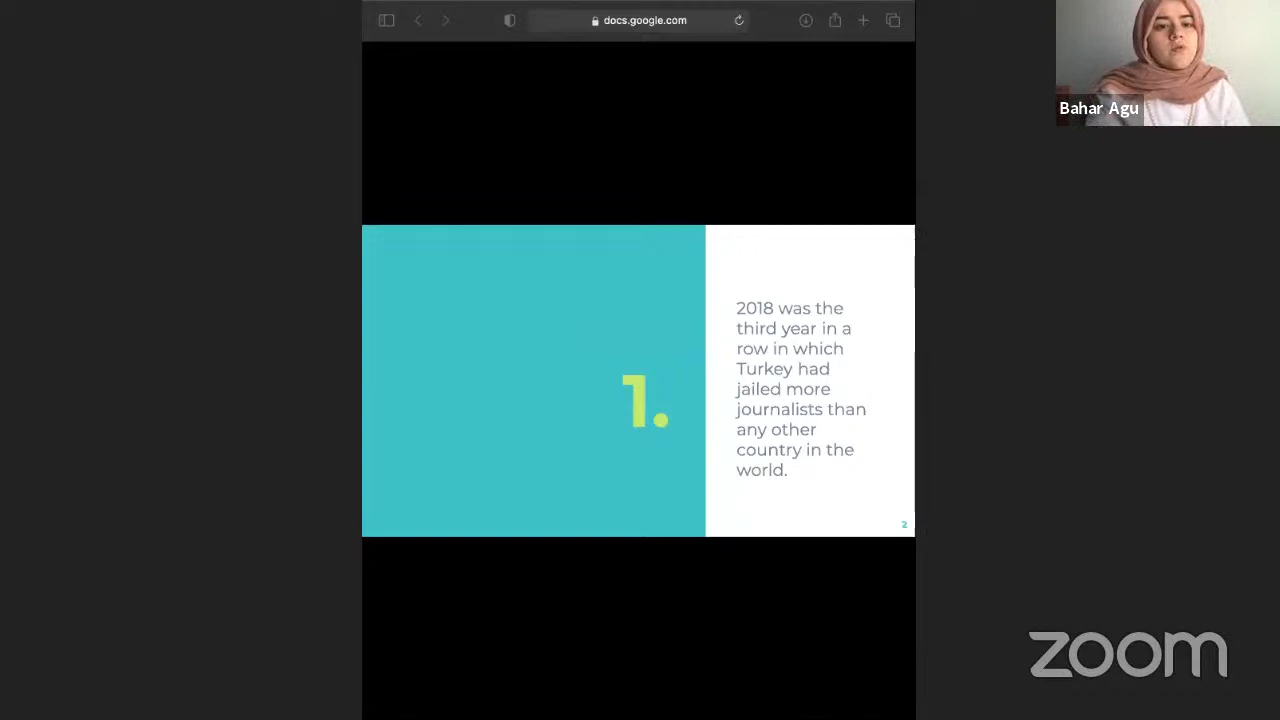 docs.google.com
Bahar Agu
1.
2018 was the
third year in a
row in which
Turkey had
jailed more
journalists than
any other
country in the
world.
2
zoom